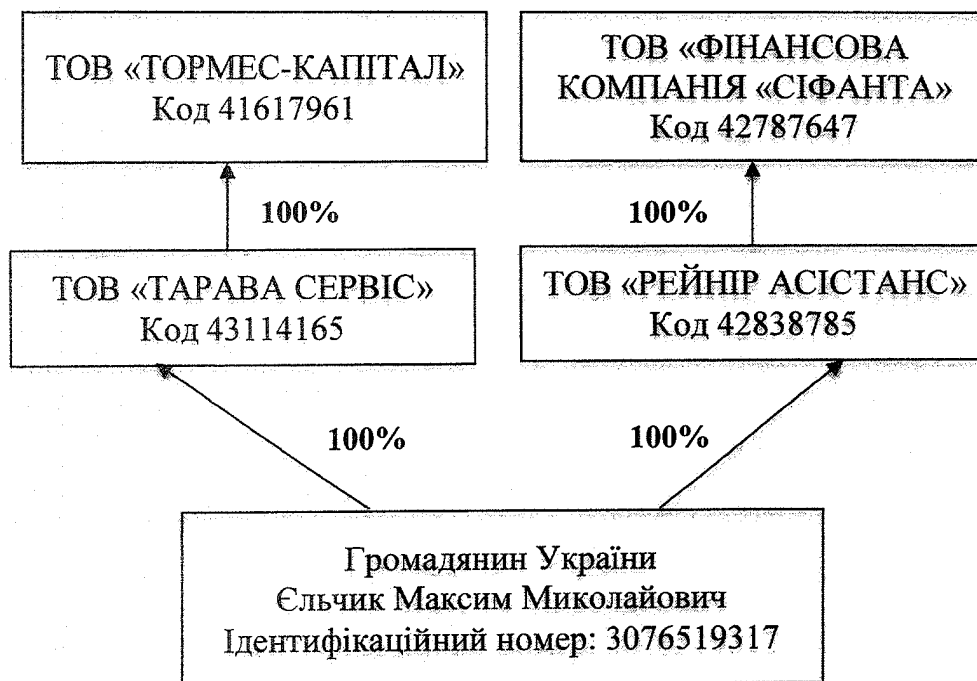 ТОВ «ТОРМЕС-КАПІТАЛ»
Код 41617961
ТОВ «ФІНАНСОВА
КОМПАНІЯ «СІФАНТА»
Код 42787647
100%
100%
ТОВ «ТАРАВА СЕРВІС»
Код 43114165
ТОВ «РЕЙНІР АСІСТАНС»
Код 42838785
100%
100%
Громадянин України
Єльчик Максим Миколайович
Ідентифікаційний номер: 3076519317